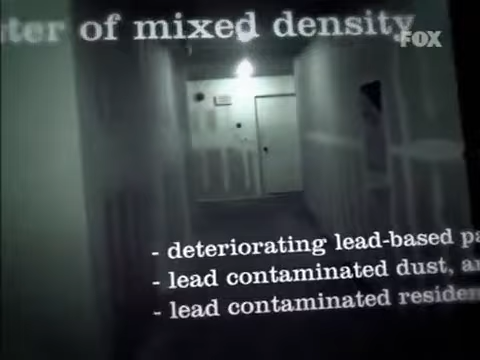 of mixed density
FOX
- deteriorating lead-based
- lead contaminated dust,
- lead contaminated